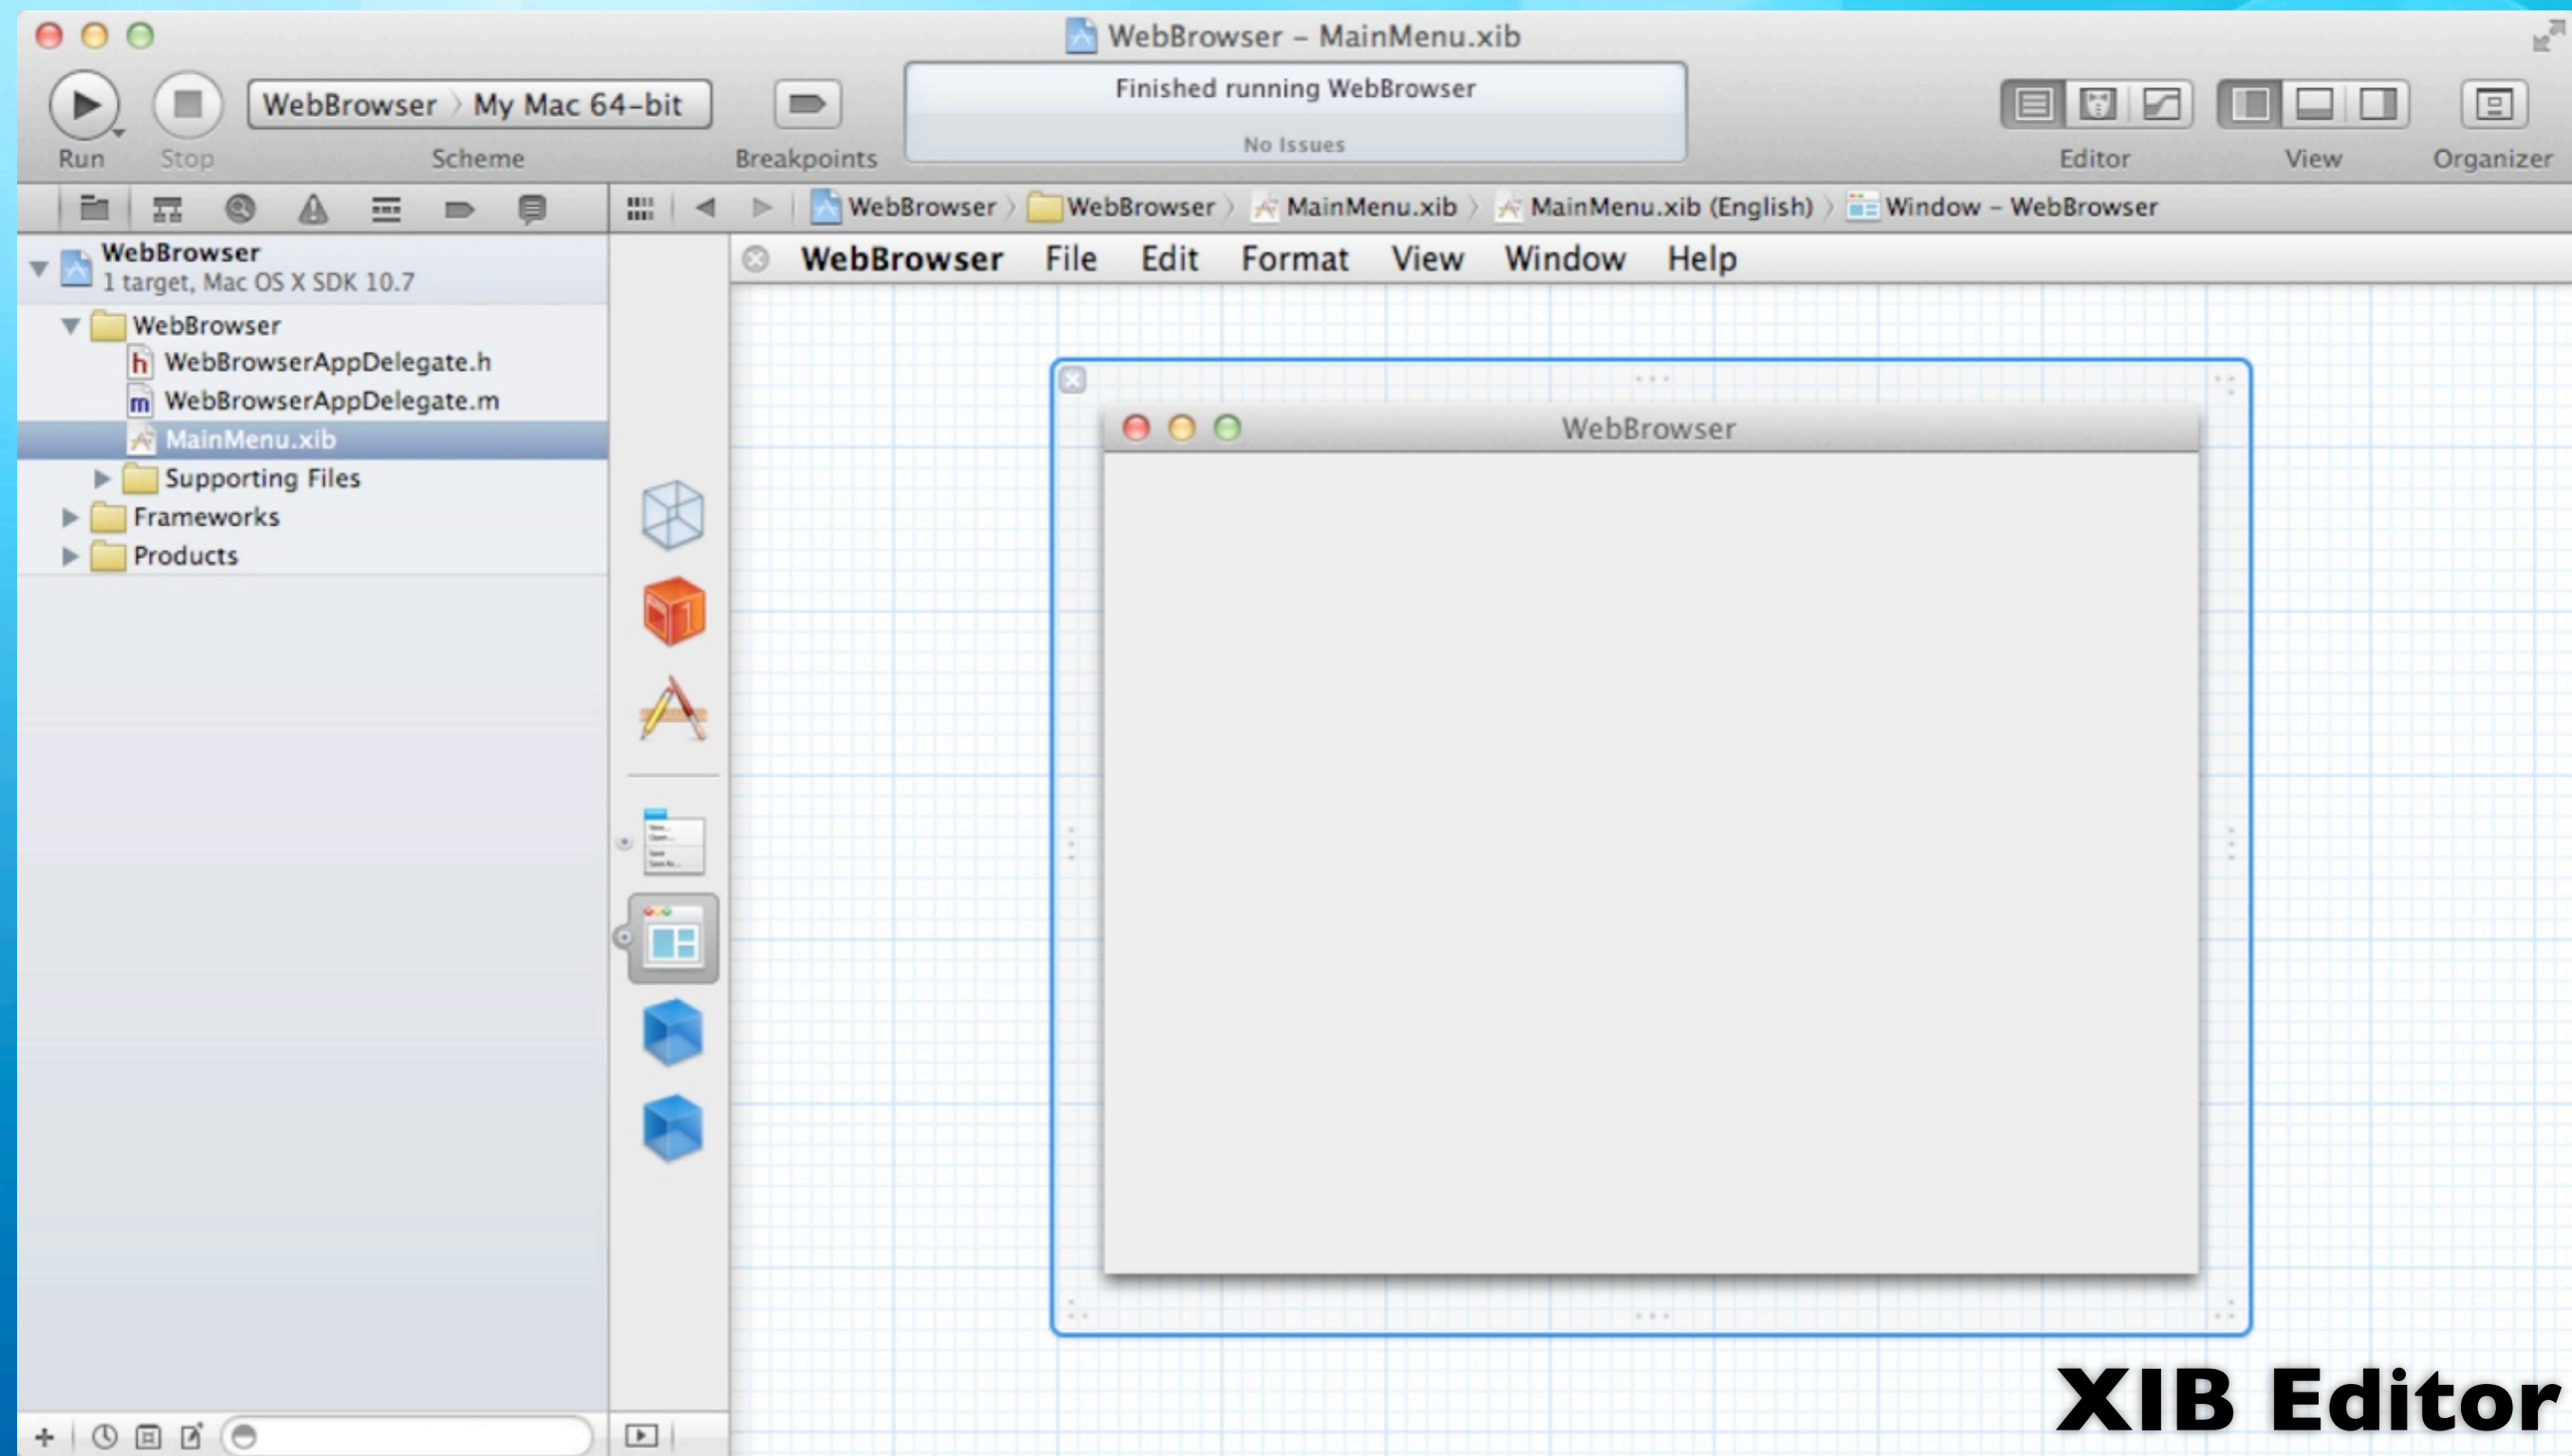 WebBrowser – MainMenu.xib
Finished running WebBrowser
No Issues
WebBrowser My Mac 64-bit
Run Stop Scheme Breakpoints Editor View Organizer
WebBrowser WebBrowser MainMenu.xib MainMenu.xib (English) Window – WebBrowser
WebBrowser
1 target, Mac OS X SDK 10.7
WebBrowser
WebBrowserAppDelegate.h
WebBrowserAppDelegate.m
MainMenu.xib
Supporting Files
Frameworks
Products
WebBrowser File Edit Format View Window Help
WebBrowser
XIB Editor